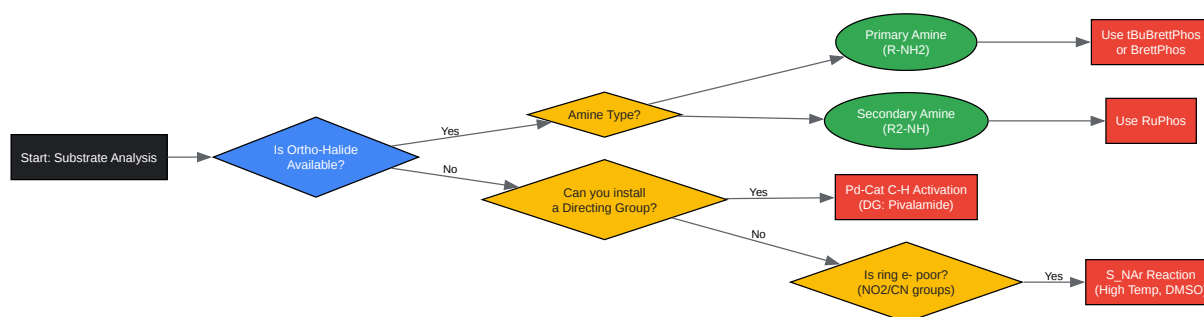 Start: Substrate Analysis
Is Ortho-Halide
Available?
Yes
No
Amine Type?
Primary Amine
(R-NH2)
Use tBuBrettPhos
or BrettPhos
Secondary Amine
(R2-NH)
Use RuPhos
Can you install
a Directing Group?
Yes
Pd-Cat C-H Activation
(DG: Pivalamide)
No
Is ring e- poor?
(NO2/CN groups)
Yes
S_NAr Reaction
(High Temp, DMSO)